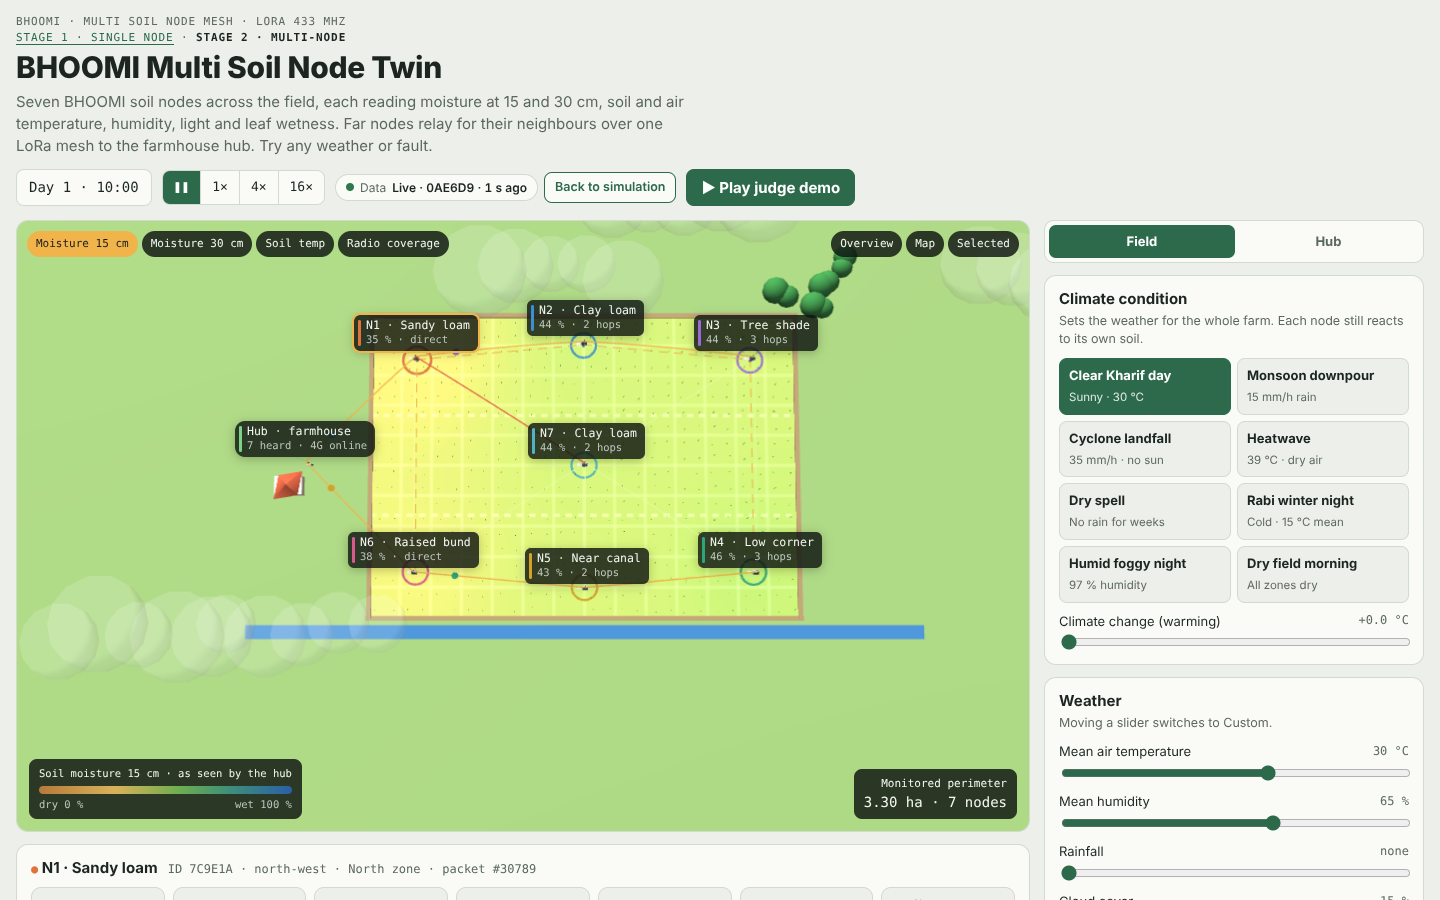 BHOOMI · MULTI SOIL NODE MESH · LORA 433 MHZ
STAGE 1 · SINGLE NODE · STAGE 2 · MULTI-NODE
BHOOMI Multi Soil Node Twin
Seven BHOOMI soil nodes across the field, each reading moisture at 15 and 30 cm, soil and air
temperature, humidity, light and leaf wetness. Far nodes relay for their neighbours over one
LoRa mesh to the farmhouse hub. Try any weather or fault.
Day 1 · 10:00
1×
4×
16×
Data Live · 0AE6D9 · 1 s ago
Back to simulation
Play judge demo
Moisture 15 cm
Moisture 30 cm
Soil temp
Radio coverage
Overview
Map
Selected
N1 · Sandy loam
35 % · direct
N2 · Clay loam
44 % · 2 hops
N3 · Tree shade
44 % · 3 hops
Hub · farmhouse
7 heard · 4G online
N7 · Clay loam
44 % · 2 hops
N6 · Raised bund
38 % · direct
N5 · Near canal
43 % · 2 hops
N4 · Low corner
46 % · 3 hops
Soil moisture 15 cm · as seen by the hub
dry 0 %
wet 100 %
Monitored perimeter
3.30 ha · 7 nodes
N1 · Sandy loam ID 7C9E1A · north-west · North zone · packet #30789
Field
Hub
Climate condition
Sets the weather for the whole farm. Each node still reacts
to its own soil.
Clear Kharif day
Sunny · 30 °C
Monsoon downpour
15 mm/h rain
Cyclone landfall
35 mm/h · no sun
Heatwave
39 °C · dry air
Dry spell
No rain for weeks
Rabi winter night
Cold · 15 °C mean
Humid foggy night
97 % humidity
Dry field morning
All zones dry
Climate change (warming) +0.0 °C
Weather
Moving a slider switches to Custom.
Mean air temperature 30 °C
Mean humidity 65 %
Rainfall none
Cloud cover 15 %